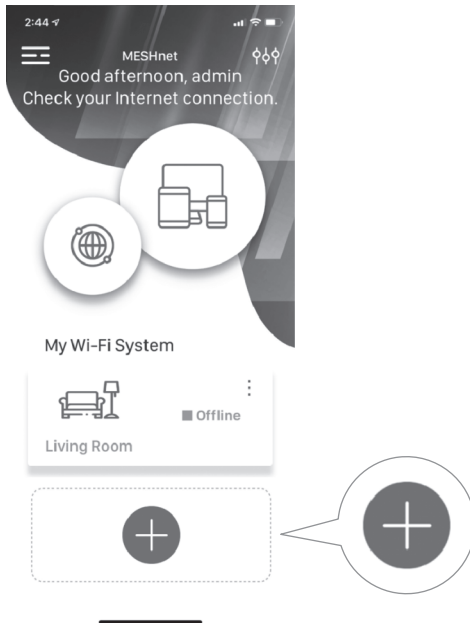 2:44
MESHnet
Good afternoon, admin
Check your Internet connection.
My Wi-Fi System
Offline
Living Room